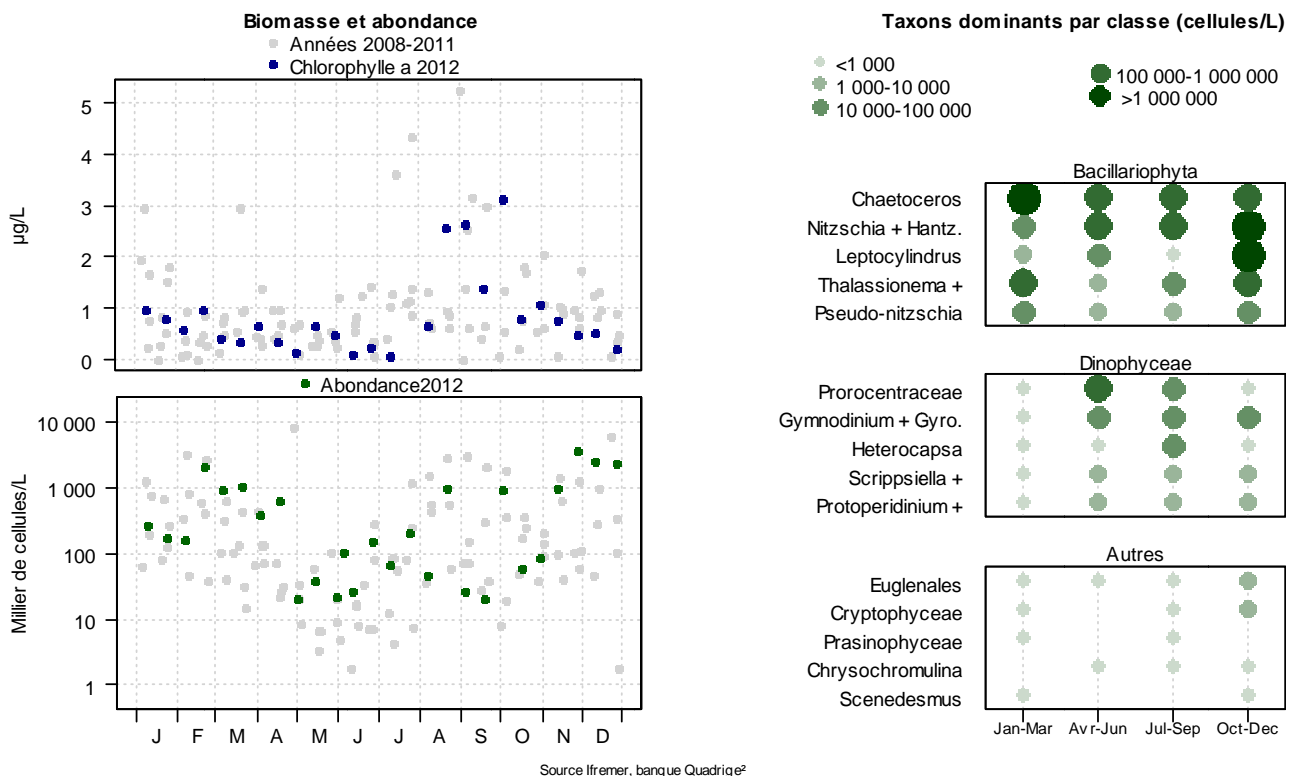 Biomasse et abondance
Années 2008-2011
Chlorophylle a 2012
µg/L
5
4
3
2
1
0
Abondance2012
Millier de cellules/L
10 000
1 000
100
10
1
J F M A M J J A S O N D
Taxons dominants par classe (cellules/L)
<1 000
1 000-10 000
10 000-100 000
100 000-1 000 000
>1 000 000
Bacillariophyta
Chaetoceros
Nitzschia + Hantz.
Leptocylindrus
Thalassionema +
Pseudo-nitzschia
Dinophyceae
Prorocentraceae
Gymnodinium + Gyro.
Heterocapsa
Scrippsiella +
Protoperidinium +
Autres
Euglenales
Cryptophyceae
Prasinophyceae
Chrysochromulina
Scenedesmus
Jan-Mar Avr-Jun Jul-Sep Oct-Dec
Source Ifremer, banque Quadrige²